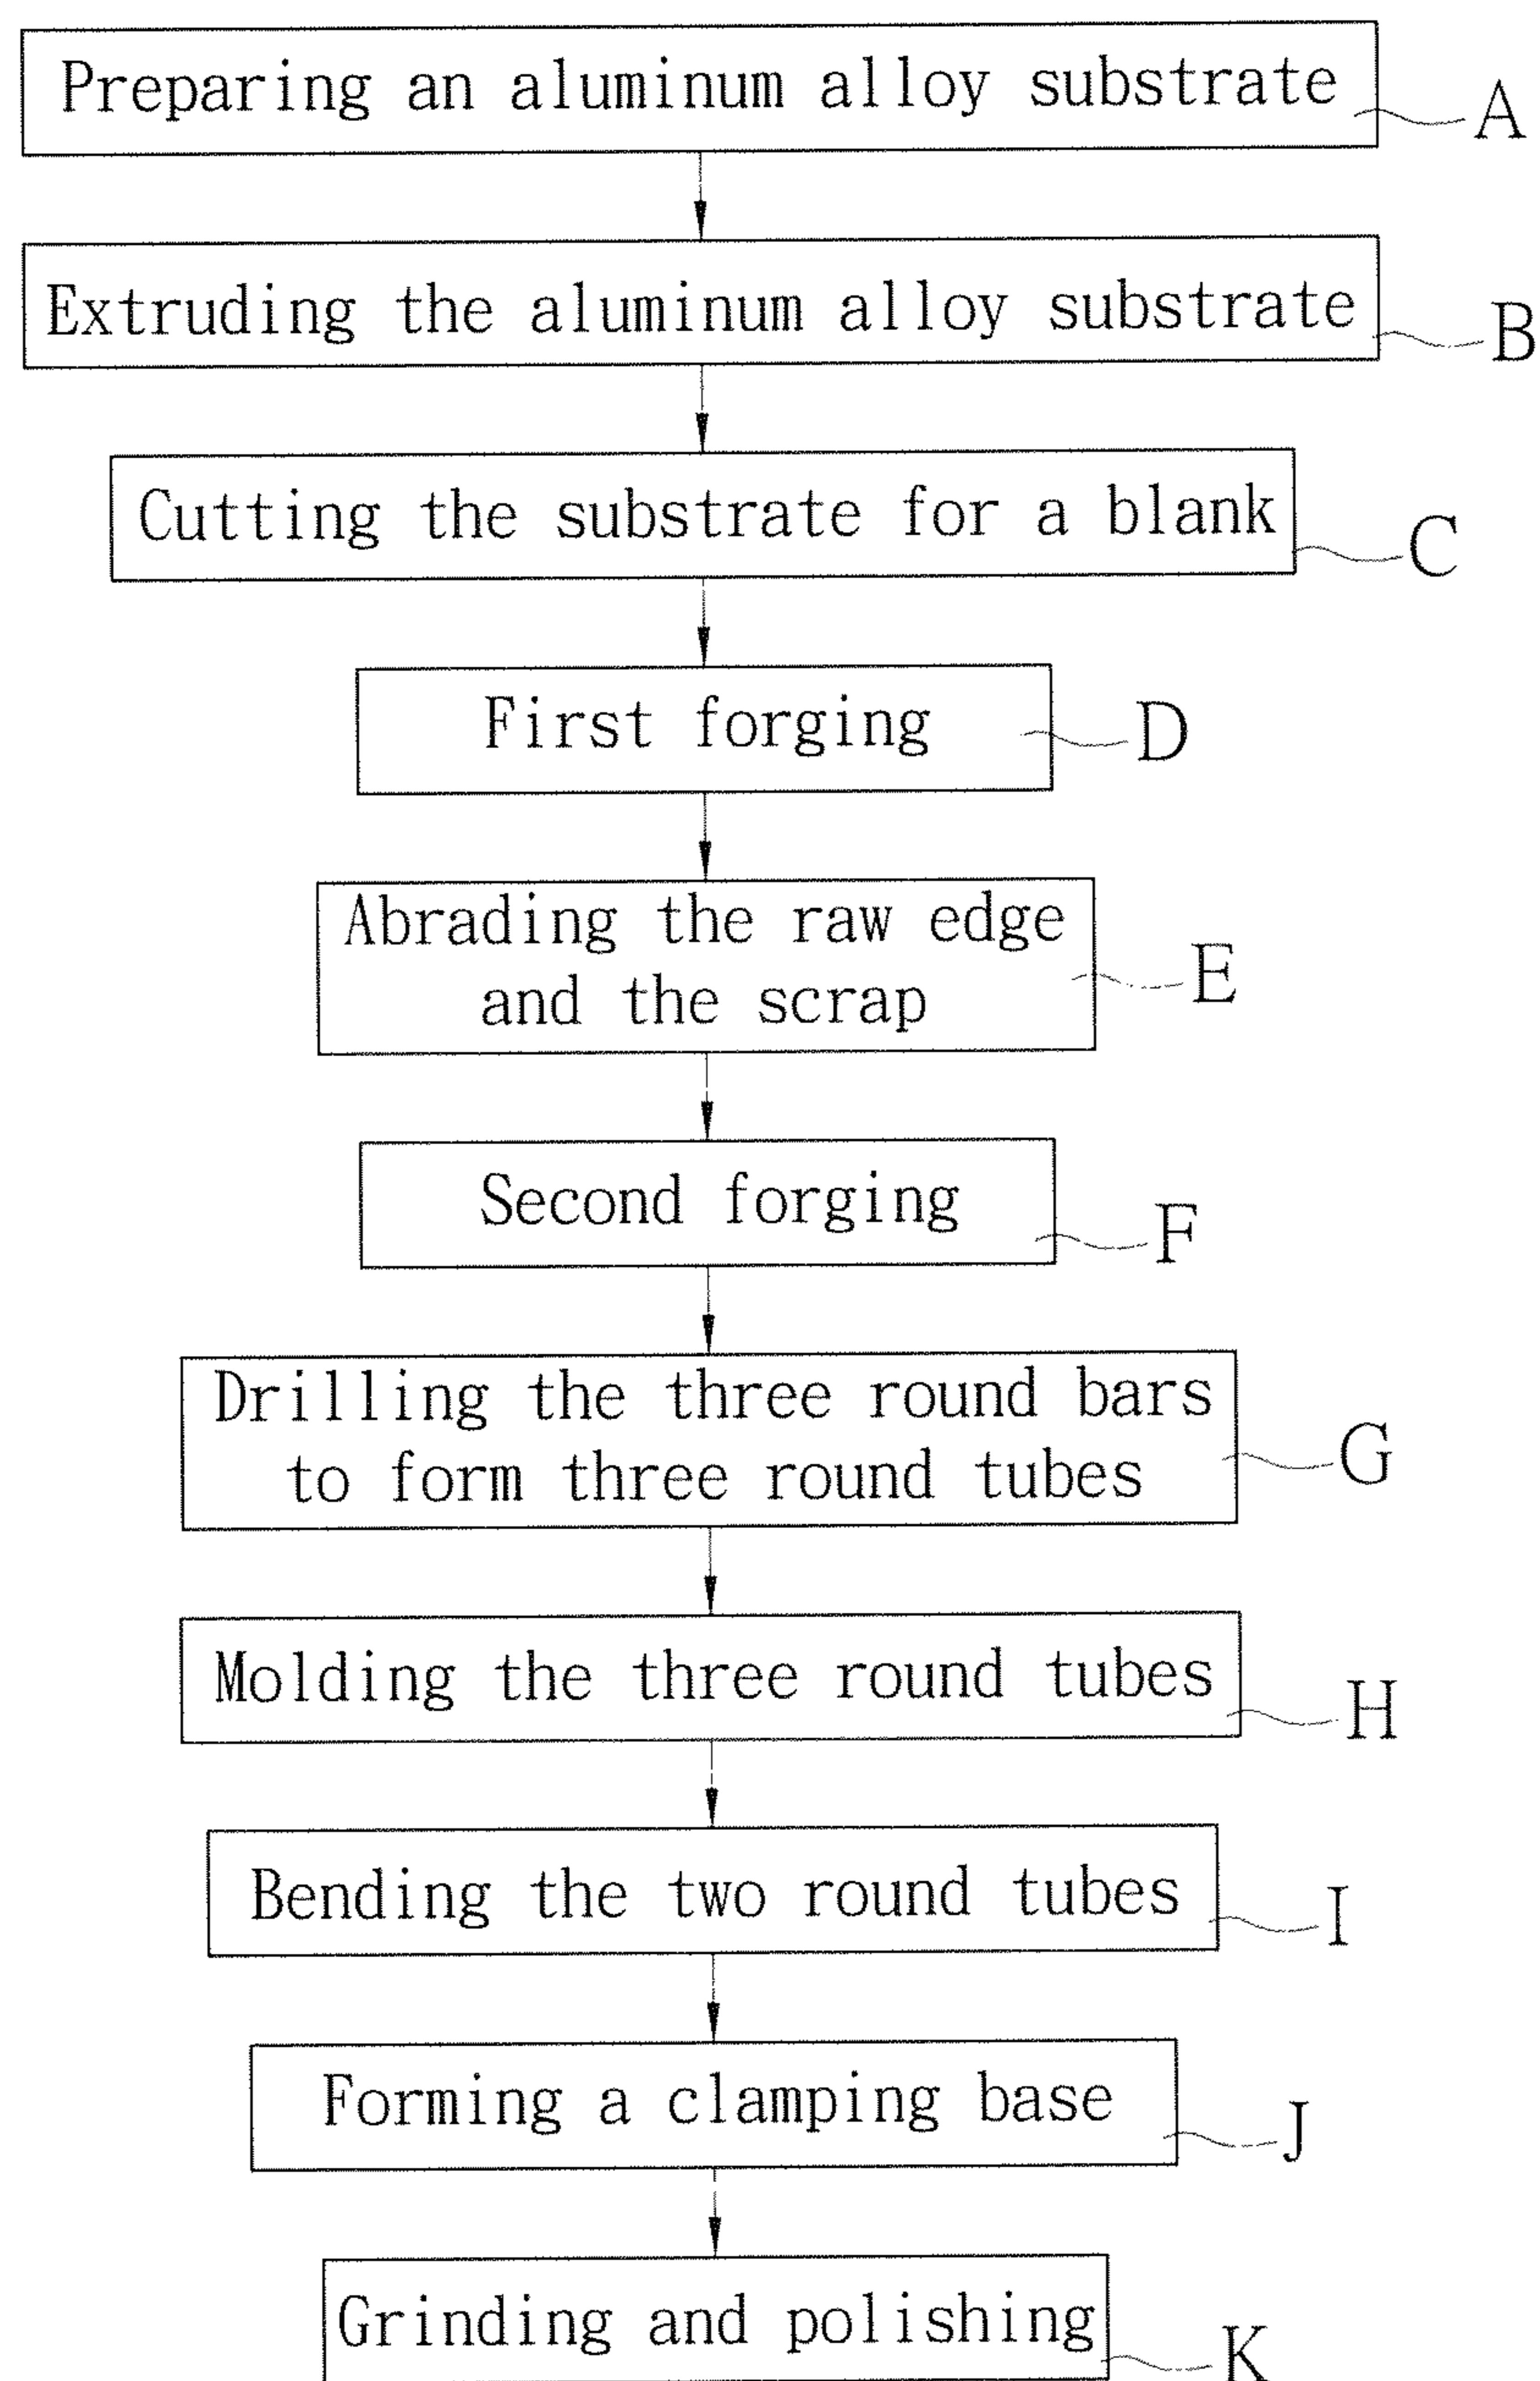 Preparing an aluminum alloy substrate
A
Extruding the aluminum alloy substrate
B
Cutting the substrate for a blank
C
First forging
D
Abrading the raw edge
and the scrap
E
Second forging
F
Drilling the three round bars
to form three round tubes
G
Molding the three round tubes
H
Bending the two round tubes
I
Forming a clamping base
J
Grinding and polishing
K